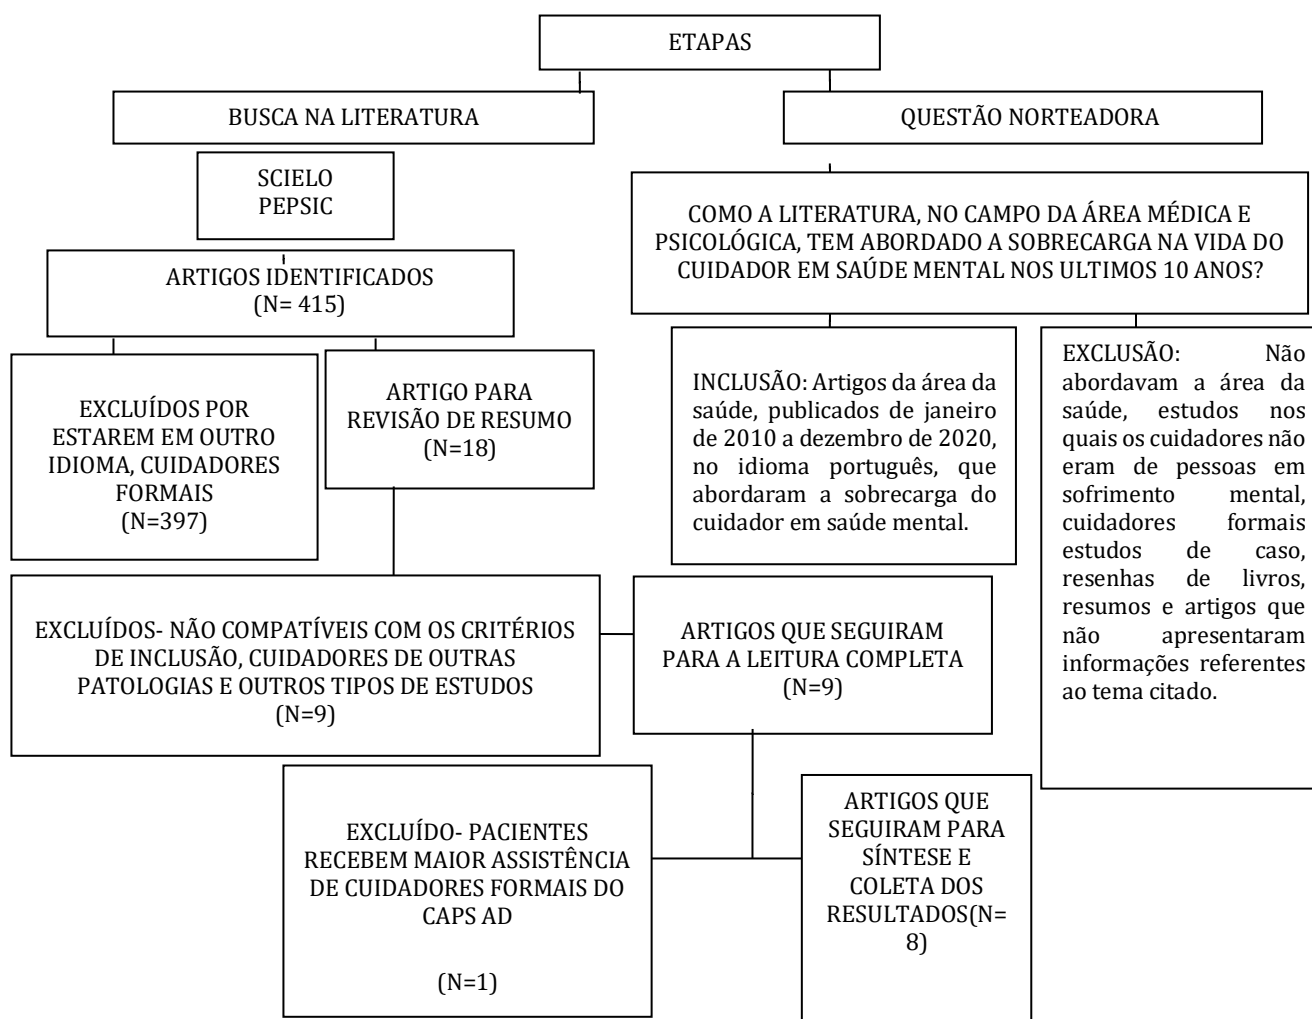 ETAPAS
BUSCA NA LITERATURA
QUESTÃO NORTEADORA
SCIELO
PEPSIC
COMO A LITERATURA, NO CAMPO DA ÁREA MÉDICA E
PSICOLÓGICA, TEM ABORDADO A SOBRECARGA NA VIDA DO
CUIDADOR EM SAÚDE MENTAL NOS ULTIMOS 10 ANOS?
ARTIGOS IDENTIFICADOS
(N= 415)
EXCLUÍDOS POR
ESTAREM EM OUTRO
IDIOMA, CUIDADORES
FORMAIS
(N=397)
ARTIGO PARA
REVISÃO DE RESUMO
(N=18)
INCLUSÃO: Artigos da área da
saúde, publicados de janeiro
de 2010 a dezembro de 2020,
no idioma português, que
abordaram a sobrecarga do
cuidador em saúde mental.
EXCLUSÃO: Não
abordavam a área da
saúde, estudos nos
quais os cuidadores não
eram de pessoas em
sofrimento mental,
cuidadores formais
estudos de caso,
resenhas de livros,
resumos e artigos que
não apresentaram
informações referentes
ao tema citado.
EXCLUÍDOS- NÃO COMPATÍVEIS COM OS CRITÉRIOS
DE INCLUSÃO, CUIDADORES DE OUTRAS
PATOLOGIAS E OUTROS TIPOS DE ESTUDOS
(N=9)
ARTIGOS QUE SEGUIRAM
PARA A LEITURA COMPLETA
(N=9)
EXCLUÍDO- PACIENTES
RECEBEM MAIOR ASSISTÊNCIA
DE CUIDADORES FORMAIS DO
CAPS AD
(N=1)
ARTIGOS QUE
SEGUIRAM PARA
SÍNTESE E
COLETA DOS
RESULTADOS(N=
8)